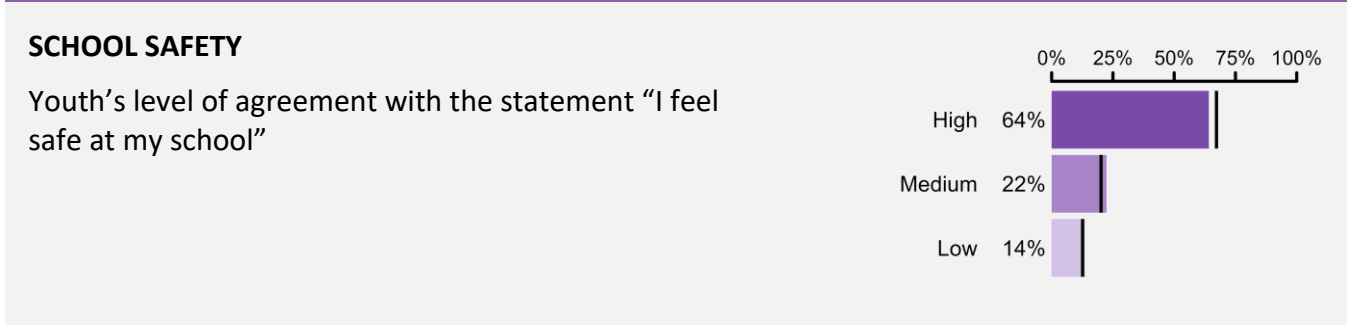 SCHOOL SAFETY
Youth’s level of agreement with the statement “I feel
safe at my school”
0% 25% 50% 75% 100%
High 64%
Medium 22%
Low 14%